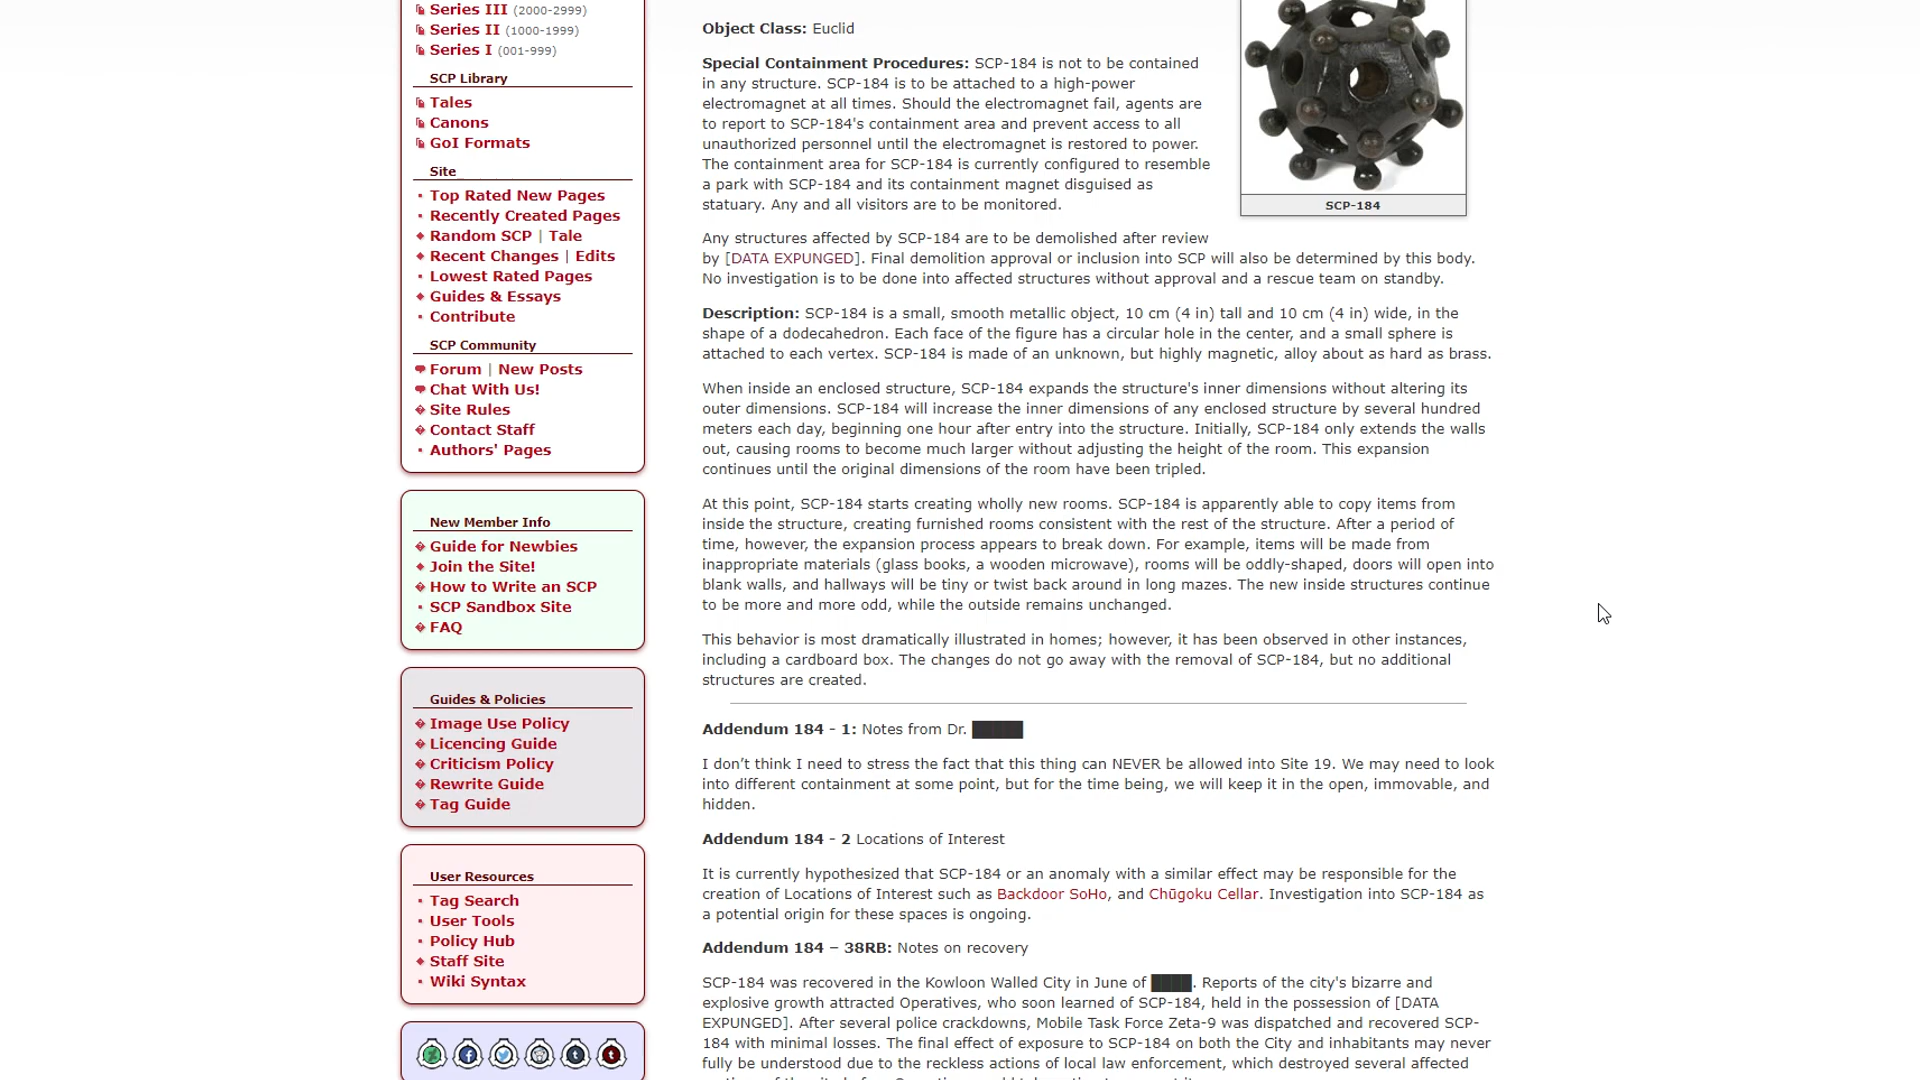 Series III (2000-2999)
Series II (1000-1999)
Series I (001-999)
SCP Library
Tales
Canons
GoI Formats
Site
Top Rated New Pages
Recently Created Pages
Random SCP | Tale
Recent Changes | Edits
Lowest Rated Pages
Guides & Essays
Contribute
SCP Community
Forum | New Posts
Chat With Us!
Site Rules
Contact Staff
Authors' Pages
New Member Info
Guide for Newbies
Join the Site!
How to Write an SCP
SCP Sandbox Site
FAQ
Guides & Policies
Image Use Policy
Licencing Guide
Criticism Policy
Rewrite Guide
Tag Guide
User Resources
Tag Search
User Tools
Policy Hub
Staff Site
Wiki Syntax
Object Class: Euclid
Special Containment Procedures: SCP-184 is not to be contained
in any structure. SCP-184 is to be attached to a high-power
electromagnet at all times. Should the electromagnet fail, agents are
to report to SCP-184's containment area and prevent access to all
unauthorized personnel until the electromagnet is restored to power.
The containment area for SCP-184 is currently configured to resemble
a park with SCP-184 and its containment magnet disguised as
statuary. Any and all visitors are to be monitored.
SCP-184
Any structures affected by SCP-184 are to be demolished after review
by [DATA EXPUNGED]. Final demolition approval or inclusion into SCP will also be determined by this body.
No investigation is to be done into affected structures without approval and a rescue team on standby.
Description: SCP-184 is a small, smooth metallic object, 10 cm (4 in) tall and 10 cm (4 in) wide, in the
shape of a dodecahedron. Each face of the figure has a circular hole in the center, and a small sphere is
attached to each vertex. SCP-184 is made of an unknown, but highly magnetic, alloy about as hard as brass.
When inside an enclosed structure, SCP-184 expands the structure's inner dimensions without altering its
outer dimensions. SCP-184 will increase the inner dimensions of any enclosed structure by several hundred
meters each day, beginning one hour after entry into the structure. Initially, SCP-184 only extends the walls
out, causing rooms to become much larger without adjusting the height of the room. This expansion
continues until the original dimensions of the room have been tripled.
At this point, SCP-184 starts creating wholly new rooms. SCP-184 is apparently able to copy items from
inside the structure, creating furnished rooms consistent with the rest of the structure. After a period of
time, however, the expansion process appears to break down. For example, items will be made from
inappropriate materials (glass books, a wooden microwave), rooms will be oddly-shaped, doors will open into
blank walls, and hallways will be tiny or twist back around in long mazes. The new inside structures continue
to be more and more odd, while the outside remains unchanged.
This behavior is most dramatically illustrated in homes; however, it has been observed in other instances,
including a cardboard box. The changes do not go away with the removal of SCP-184, but no additional
structures are created.
Addendum 184 - 1: Notes from Dr. █████
I don’t think I need to stress the fact that this thing can NEVER be allowed into Site 19. We may need to look
into different containment at some point, but for the time being, we will keep it in the open, immovable, and
hidden.
Addendum 184 - 2 Locations of Interest
It is currently hypothesized that SCP-184 or an anomaly with a similar effect may be responsible for the
creation of Locations of Interest such as Backdoor SoHo, and Chūgoku Cellar. Investigation into SCP-184 as
a potential origin for these spaces is ongoing.
Addendum 184 – 38RB: Notes on recovery
SCP-184 was recovered in the Kowloon Walled City in June of ████. Reports of the city's bizarre and
explosive growth attracted Operatives, who soon learned of SCP-184, held in the possession of [DATA
EXPUNGED]. After several police crackdowns, Mobile Task Force Zeta-9 was dispatched and recovered SCP-
184 with minimal losses. The final effect of exposure to SCP-184 on both the City and inhabitants may never
fully be understood due to the reckless actions of local law enforcement, which destroyed several affected